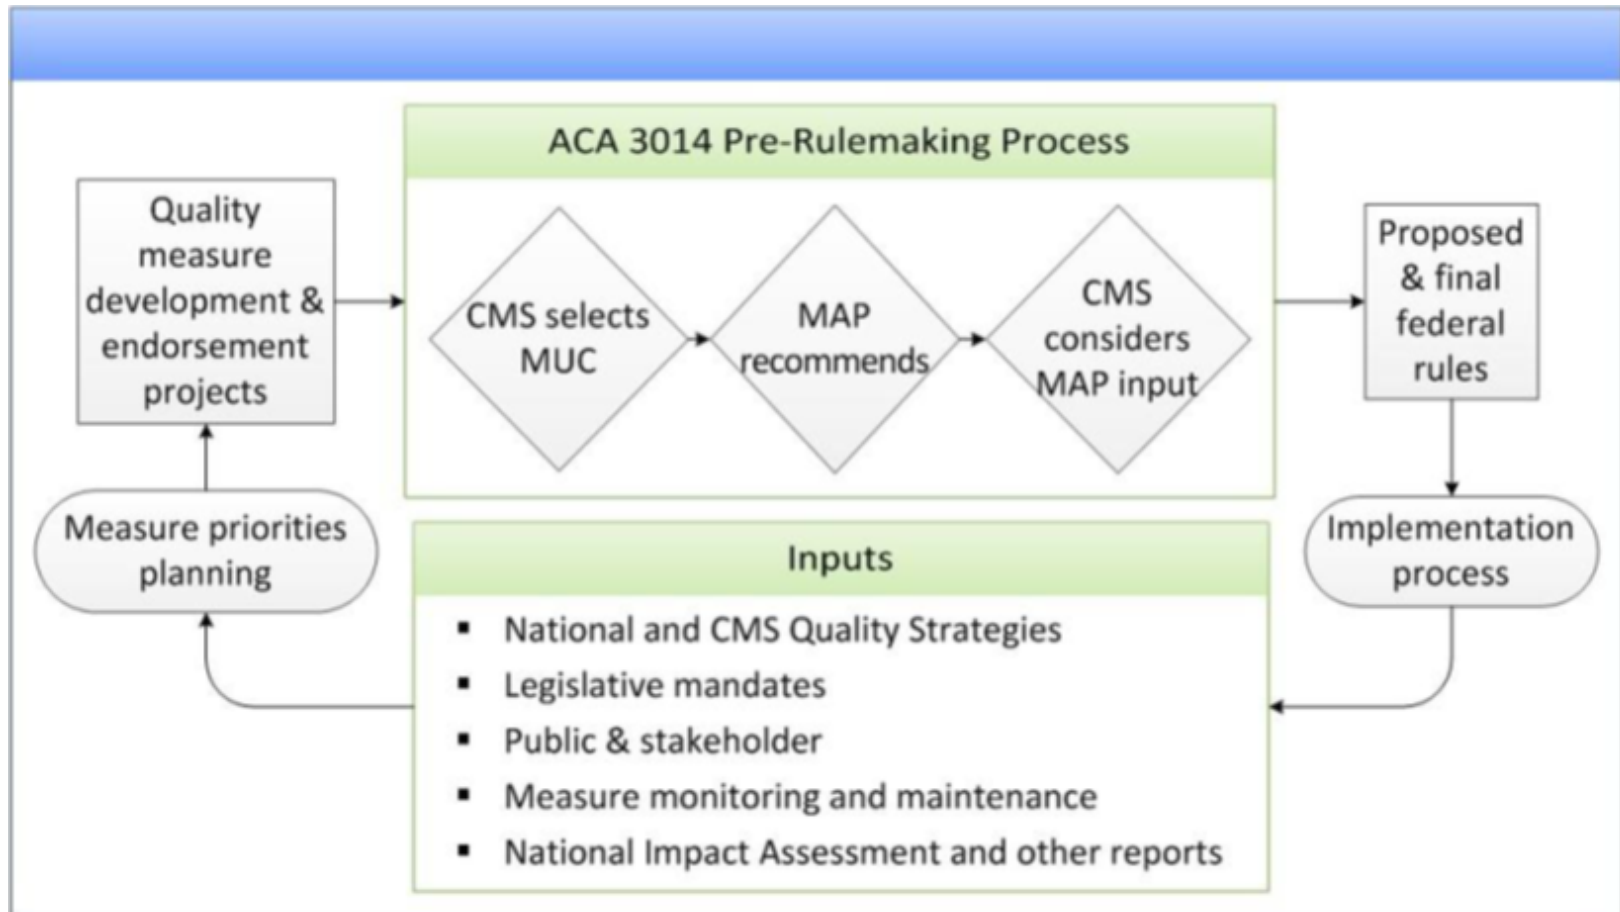 ACA 3014 Pre-Rulemaking Process
Quality
measure
development &
endorsement
projects
CMS selects
MUC
MAP
recommends
CMS
considers
MAP input
Proposed
& final
federal
rules
Measure priorities
planning
Implementation
process
Inputs
▪ National and CMS Quality Strategies
▪ Legislative mandates
▪ Public & stakeholder
▪ Measure monitoring and maintenance
▪ National Impact Assessment and other reports